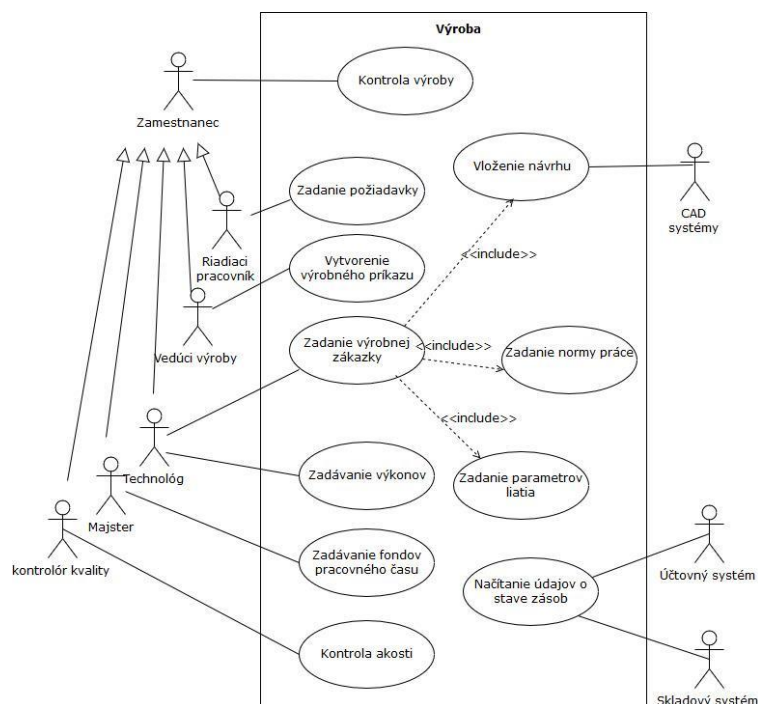 Výroba
Kontrola výroby
Zamestnanec
Vloženie návrhu
Zadanie požiadavky
CAD
systémy
Riadiaci
pracovník
<<include>>
Vytvorenie
výrobného príkazu
Vedúci výroby
Zadanie výrobnej
zákazky
<<include>>
Zadanie normy práce
<<include>>
Technológ
Zadávanie výkonov
Zadanie parametrov
liatia
Majster
Zadávanie fondov
pracovného času
kontrolór kvality
Načítanie údajov o
stave zásob
Účtovný systém
Kontrola akosti
Skladový systém